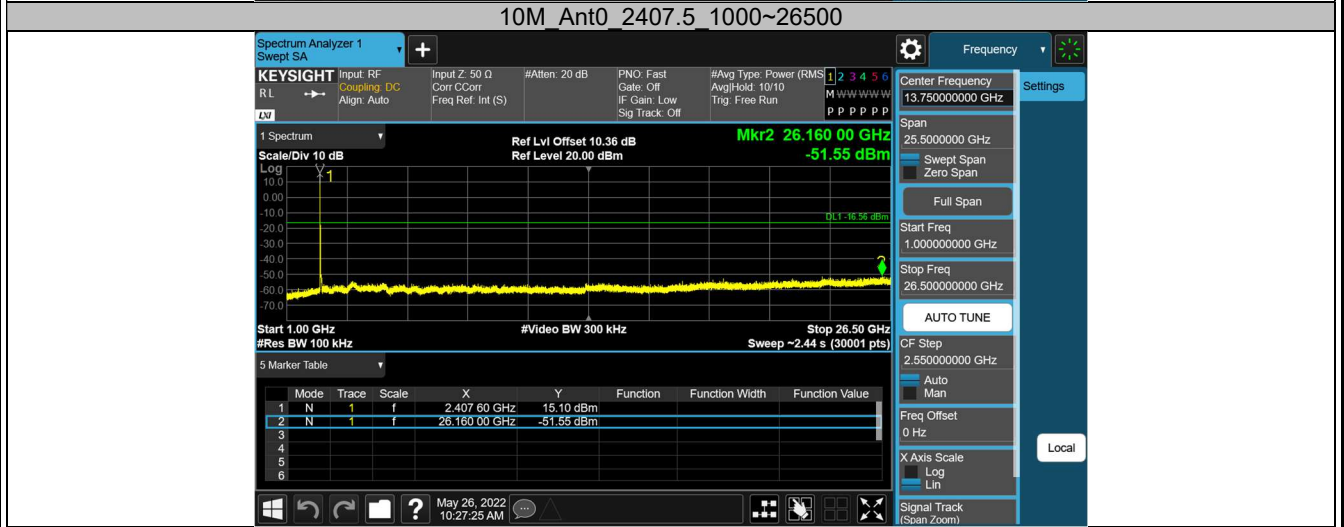 10M_Ant0_2407.5_1000~26500
Spectrum Analyzer 1
Swept SA
+
Frequency
KEYSIGHT
R L
LXI
Input: RF
Coupling: DC
Align: Auto
Input Z: 50 Ω
Corr CCorr
Freq Ref: Int (S)
#Atten: 20 dB
PNO: Fast
Gate: Off
IF Gain: Low
Sig Track: Off
#Avg Type: Power (RMS
Avg|Hold: 10/10
Trig: Free Run
1 2 3 4 5 6
M W W W W W
P P P P P P
Center Frequency
13.750000000 GHz
Settings
Span
25.5000000 GHz
Swept Span
Zero Span
Full Span
Start Freq
1.000000000 GHz
Stop Freq
26.500000000 GHz
AUTO TUNE
CF Step
2.550000000 GHz
Auto
Man
Freq Offset
0 Hz
X Axis Scale
Log
Lin
Signal Track
(Span Zoom)
Local
1 Spectrum
Scale/Div 10 dB
Ref Lvl Offset 10.36 dB
Ref Level 20.00 dBm
Mkr2 26.160 00 GHz
-51.55 dBm
Log
10.0
0.00
-10.0
-20.0
-30.0
-40.0
-50.0
-60.0
-70.0
1
DL1 -16.56 dBm
2
Start 1.00 GHz
#Res BW 100 kHz
#Video BW 300 kHz
Stop 26.50 GHz
Sweep ~2.44 s (30001 pts)
5 Marker Table
Mode Trace Scale X Y Function Function Width Function Value
1 N 1 f 2.407 60 GHz 15.10 dBm
2 N 1 f 26.160 00 GHz -51.55 dBm
3
4
5
6
?
May 26, 2022
10:27:25 AM